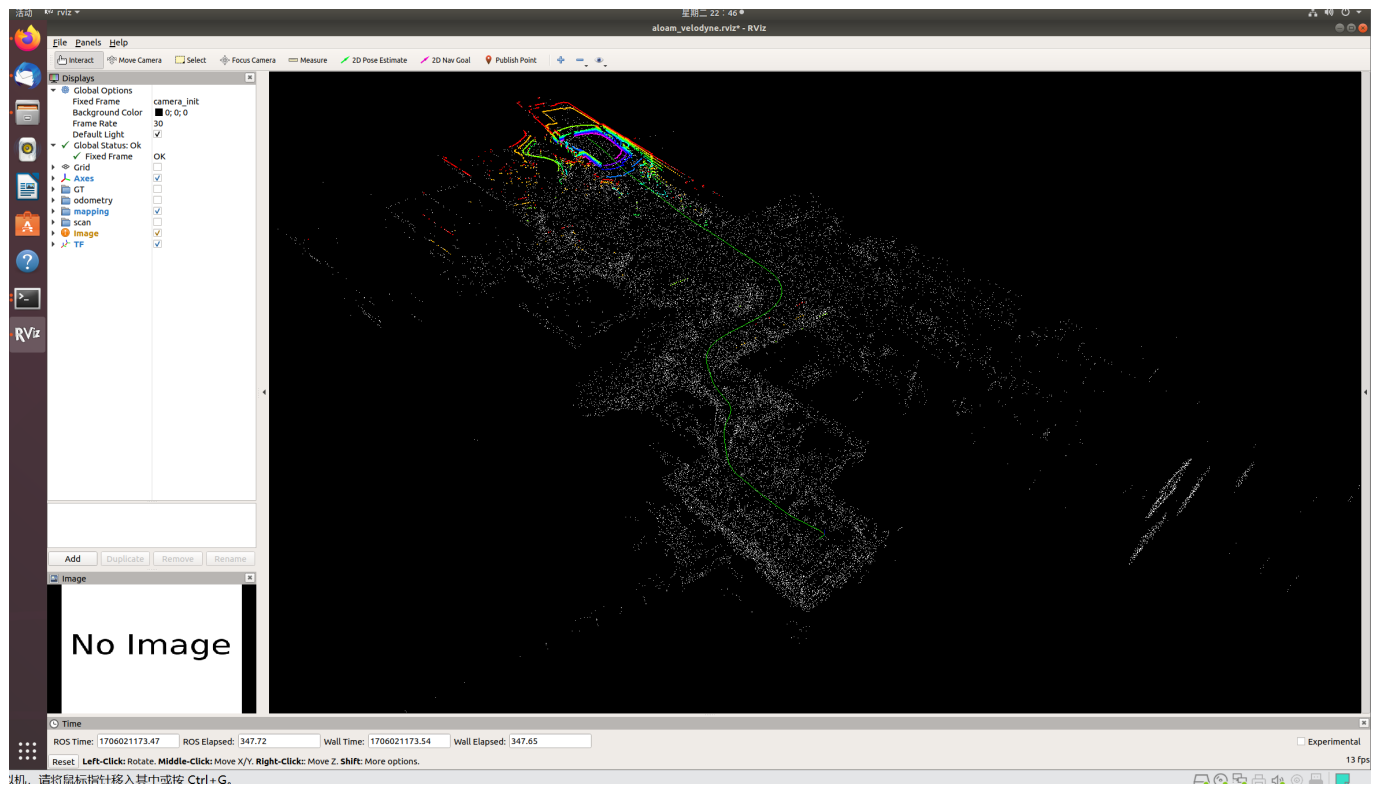 活动 RViz rviz 星期二 22：46
aloam_velodyne.rviz* - RViz
File Panels Help
Interact Move Camera Select Focus Camera Measure 2D Pose Estimate 2D Nav Goal Publish Point
Displays
Global Options
Fixed Frame camera_init
Background Color 0; 0; 0
Frame Rate 30
Default Light
Global Status: Ok
Fixed Frame OK
Grid
Axes
GT
odometry
mapping
scan
Image
TF
RViz
Add Duplicate Remove Rename
Image
No Image
Time
ROS Time: 1706021173.47 ROS Elapsed: 347.72 Wall Time: 1706021173.54 Wall Elapsed: 347.65 Experimental
Reset Left-Click: Rotate. Middle-Click: Move X/Y. Right-Click:: Move Z. Shift: More options. 13 fps
机，请将鼠标指针移入其中或按 Ctrl+G。